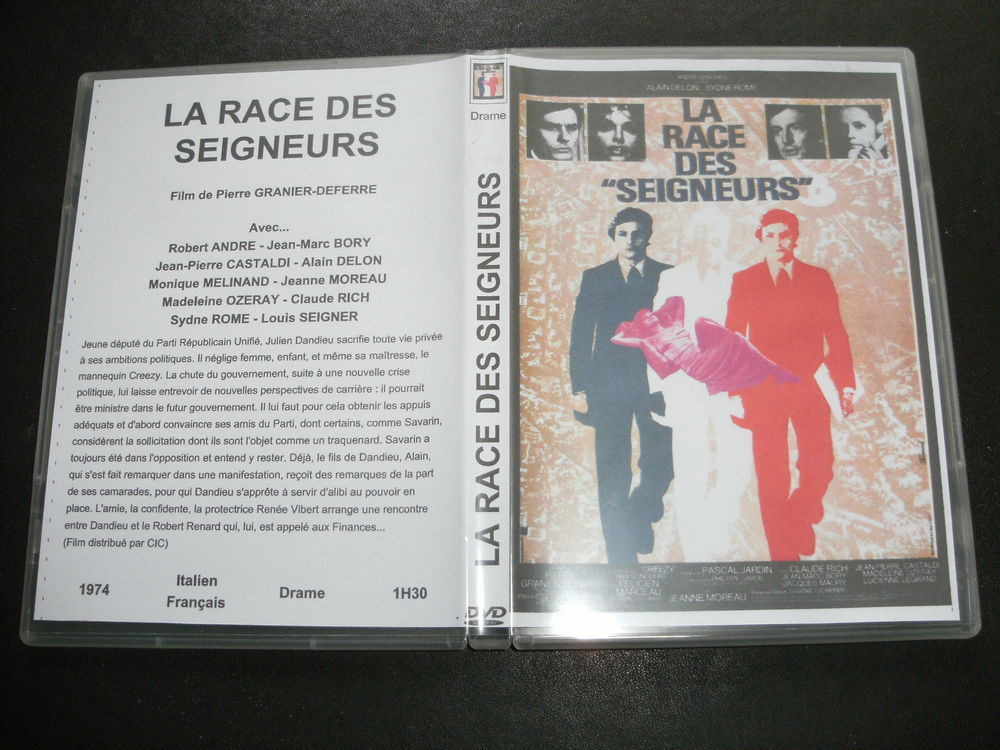 LA RACE DES
SEIGNEURS
Film de Pierre GRANIER-DEFERRE
Avec...
Robert ANDRE - Jean-Marc BORY
Jean-Pierre CASTALDI - Alain DELON
Monique MELINAND - Jeanne MOREAU
Madeleine OZERAY - Claude RICH
Sydne ROME - Louis SEIGNER
Jeune député du Parti Républicain Unifié, Julien Dandieu sacrifie toute vie privée
à ses ambitions politiques. Il néglige femme, enfant, et même sa maîtresse, le
mannequin Creezy. La chute du gouvernement, suite à une nouvelle crise
politique, lui laisse entrevoir de nouvelles perspectives de carrière : il pourrait
être ministre dans le futur gouvernement. Il lui faut pour cela obtenir les appuis
adéquats et d'abord convaincre ses amis du Parti, dont certains, comme Savarin,
considèrent la sollicitation dont ils sont l'objet comme un traquenard. Savarin a
toujours été dans l'opposition et entend y rester. Déjà, le fils de Dandieu, Alain,
qui s'est fait remarquer dans une manifestation, reçoit des remarques de la part
de ses camarades, pour qui Dandieu s'apprête à servir d'alibi au pouvoir en
place. L'amie, la confidente, la protectrice Renée Vibert arrange une rencontre
entre Dandieu et le Robert Renard qui, lui, est appelé aux Finances...
(Film distribué par CIC)
1974
Italien
Français
Drame
1H30
Drame
LA RACE DES SEIGNEURS
DVD
ALAIN DELON SYDNE ROME
LA
RACE
DES
"SEIGNEURS"
CREEZY
FELICIEN
MARCEAU
PASCAL JARDIN
PHILIPPE SARDE
CLAUDE RICH
JEAN MARC BORY
JACQUES MAURY
JEAN PIERRE CASTALDI
MADELEINE OZERAY
LUCIENNE LEGRAND
JEANNE MOREAU